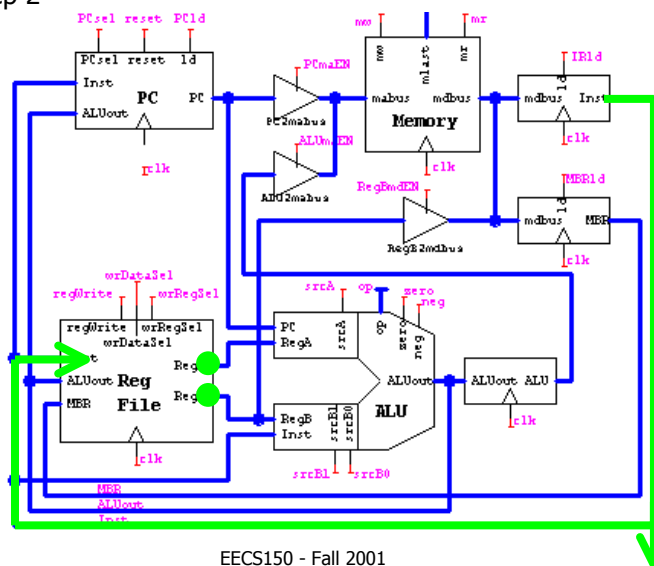 PCsel reset PCld
mw mr
PCsel reset ld
mw mlast mr
PCmaEN
IRld
Inst
PC PC
mabus mdbus
mdbus ld Inst
ALUout
PC2mabus
Memory
ALUmaEN
clk
clk
clk
RegBmdEN
MBRld
ALU2mabus
mdbus ld MBR
RegB2mdbus
wrDataSel
clk
regWrite wrRegSel
srcA op zero neg
regWrite wrRegSel
wrDataSel
PC srcA op zero neg
Reg RegA
ALUout Reg
ALUout
ALUout ALU
MBR File
Reg
RegB srcB1 srcB0
ALU
Inst
clk
clk
srcB1 srcB0
MBR
ALUout
Inst
EECS150 - Fall 2001